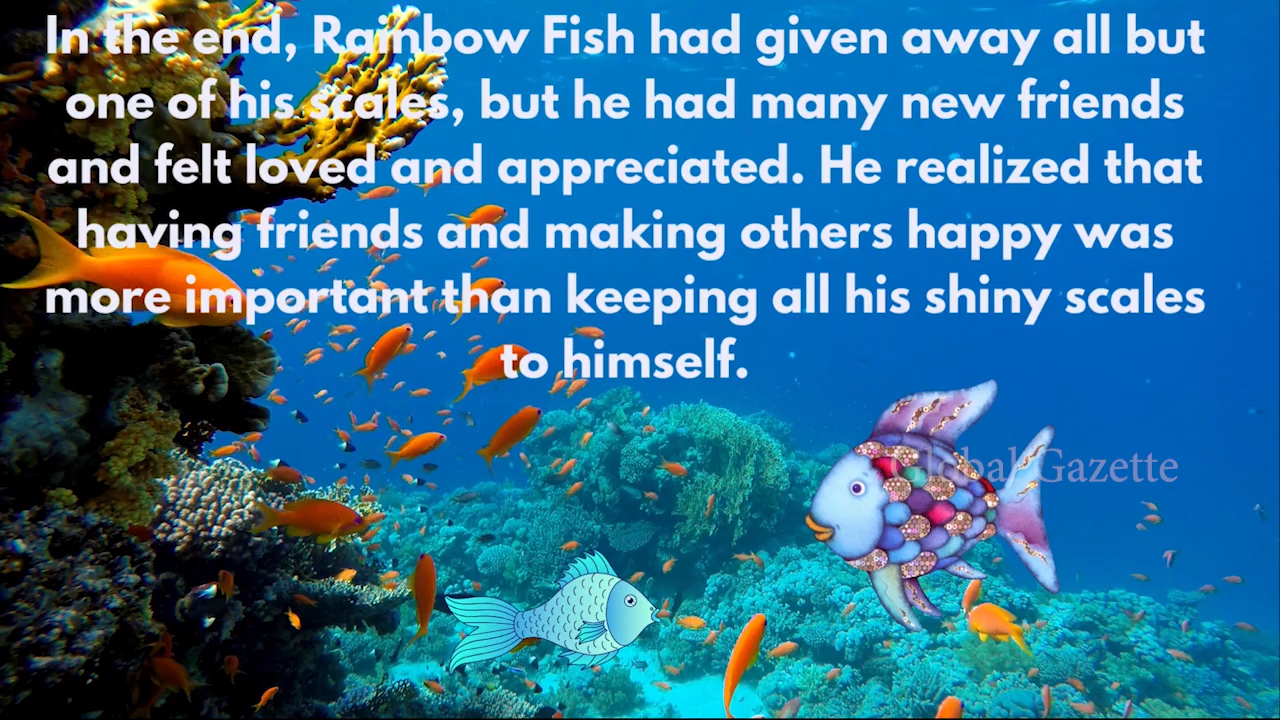 In the end, Rainbow Fish had given away all but
one of his scales, but he had many new friends
and felt loved and appreciated. He realized that
having friends and making others happy was
more important than keeping all his shiny scales
to himself.
Global Gazette